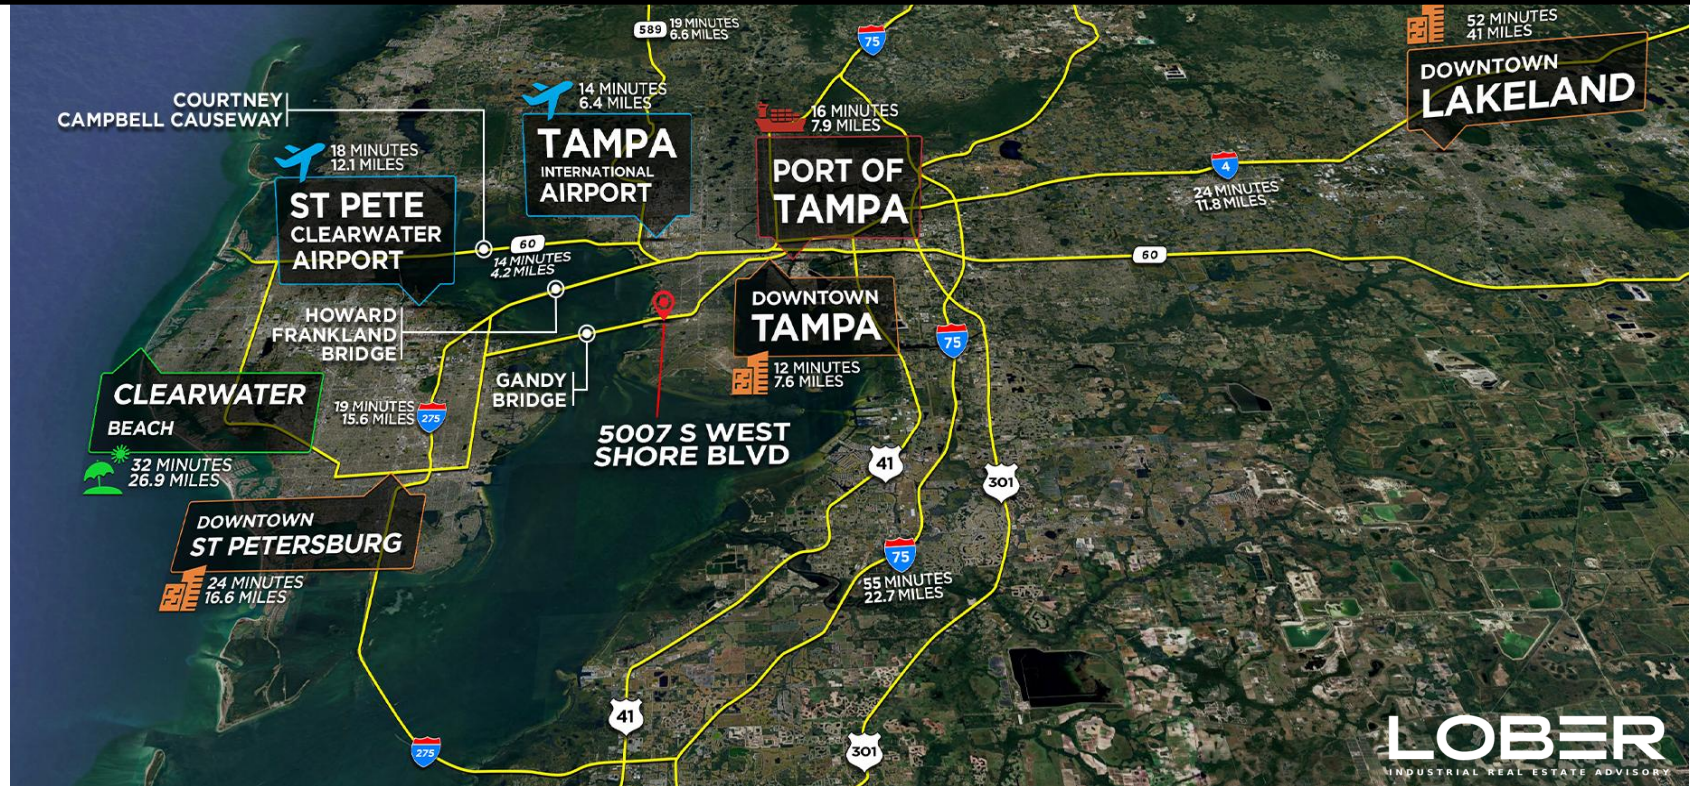 589
19 MINUTES
6.6 MILES
75
52 MINUTES
41 MILES
DOWNTOWN
LAKELAND
COURTNEY
CAMPBELL CAUSEWAY
14 MINUTES
6.4 MILES
TAMPA
INTERNATIONAL
AIRPORT
16 MINUTES
7.9 MILES
PORT OF
TAMPA
18 MINUTES
12.1 MILES
ST PETE
CLEARWATER
AIRPORT
4
24 MINUTES
11.8 MILES
60
14 MINUTES
4.2 MILES
60
HOWARD
FRANKLAND
BRIDGE
DOWNTOWN
TAMPA
12 MINUTES
7.6 MILES
75
GANDY
BRIDGE
CLEARWATER
BEACH
32 MINUTES
26.9 MILES
19 MINUTES
15.6 MILES
275
5007 S WEST
SHORE BLVD
41
301
DOWNTOWN
ST PETERSBURG
24 MINUTES
16.6 MILES
75
55 MINUTES
22.7 MILES
41
275
301
LOBER
INDUSTRIAL REAL ESTATE ADVISORY